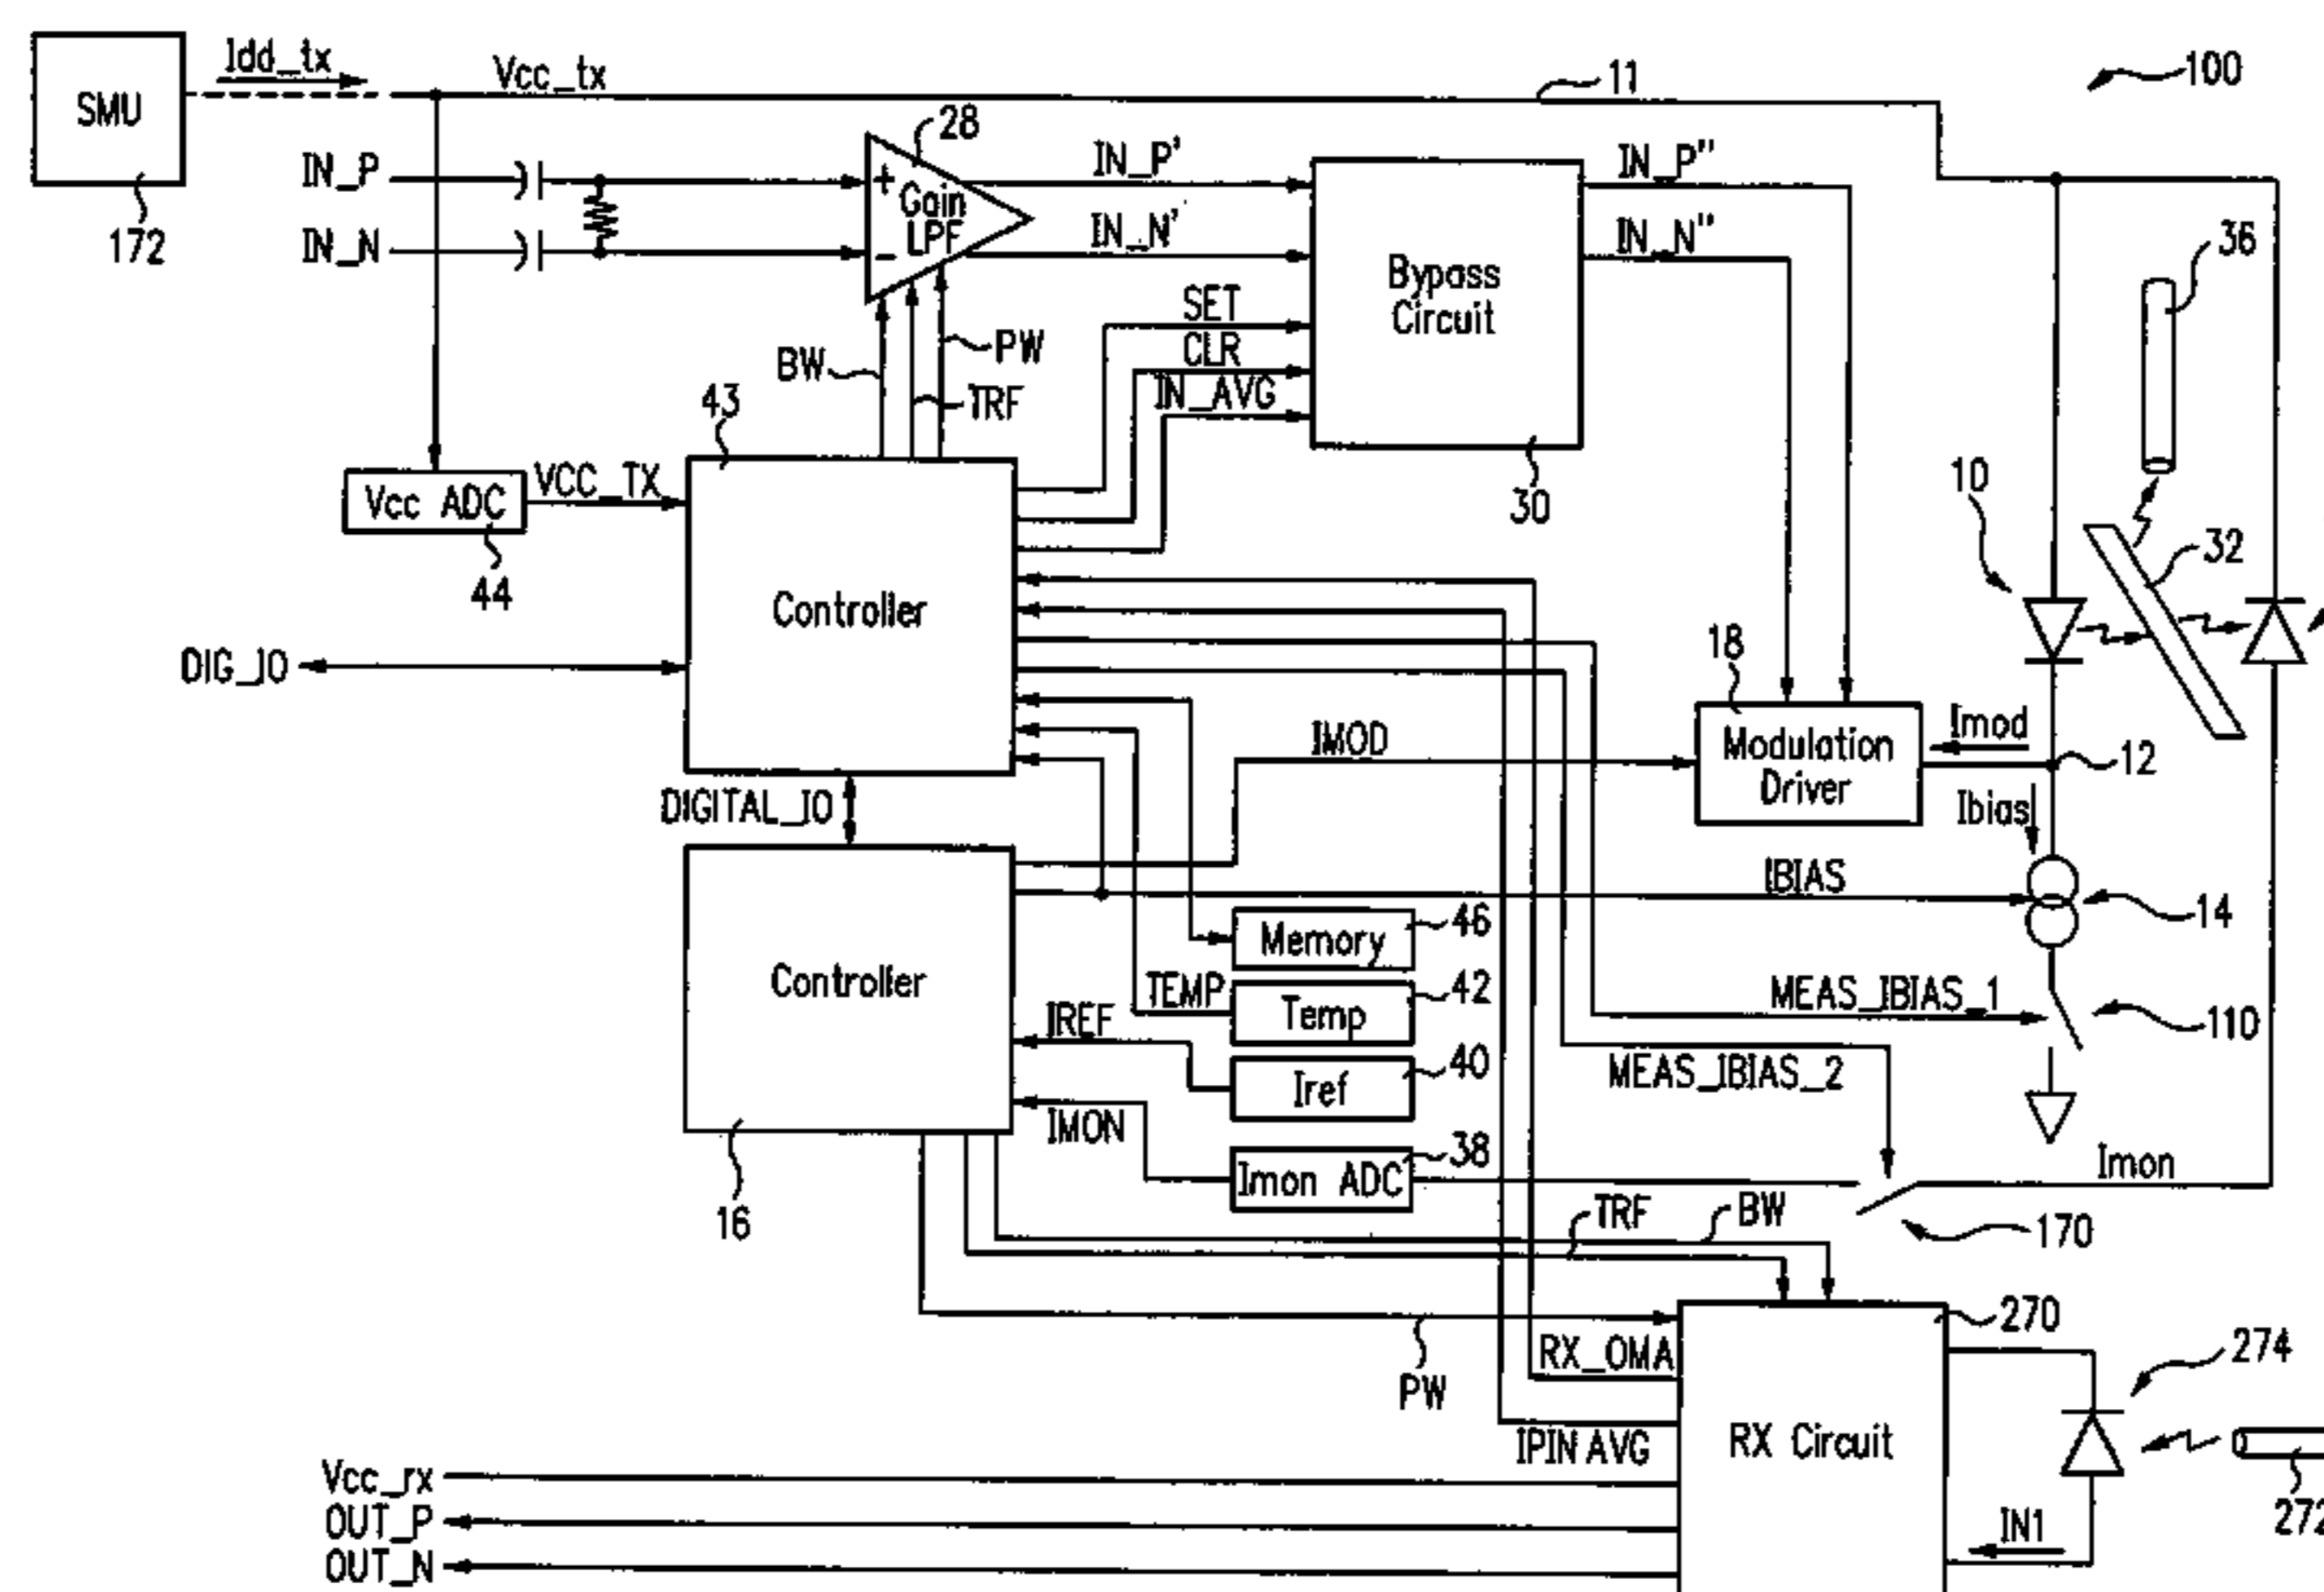 SMU
Idd_tx
Vcc_tx
11
100
172
IN_P
IN_N
28
+
Gain
LPF
-
IN_P'
IN_N'
IN_P"
IN_N"
Bypass
Circuit
SET
CLR
IN_AVG
30
36
BW
PW
TRF
43
Vcc ADC
VCC_TX
44
Controller
10
32
DIG_IO
18
Modulation
Driver
Imod
12
IMOD
Ibias
DIGITAL_IO
IBIAS
14
Controller
Memory
46
TEMP
Temp
42
MEAS_IBIAS_1
110
IREF
Iref
40
MEAS_IBIAS_2
IMON
Imon ADC
38
Imon
16
TRF
BW
170
270
RX_OMA
PW
274
IPIN AVG
RX Circuit
Vcc_rx
OUT_P
OUT_N
IN1
272